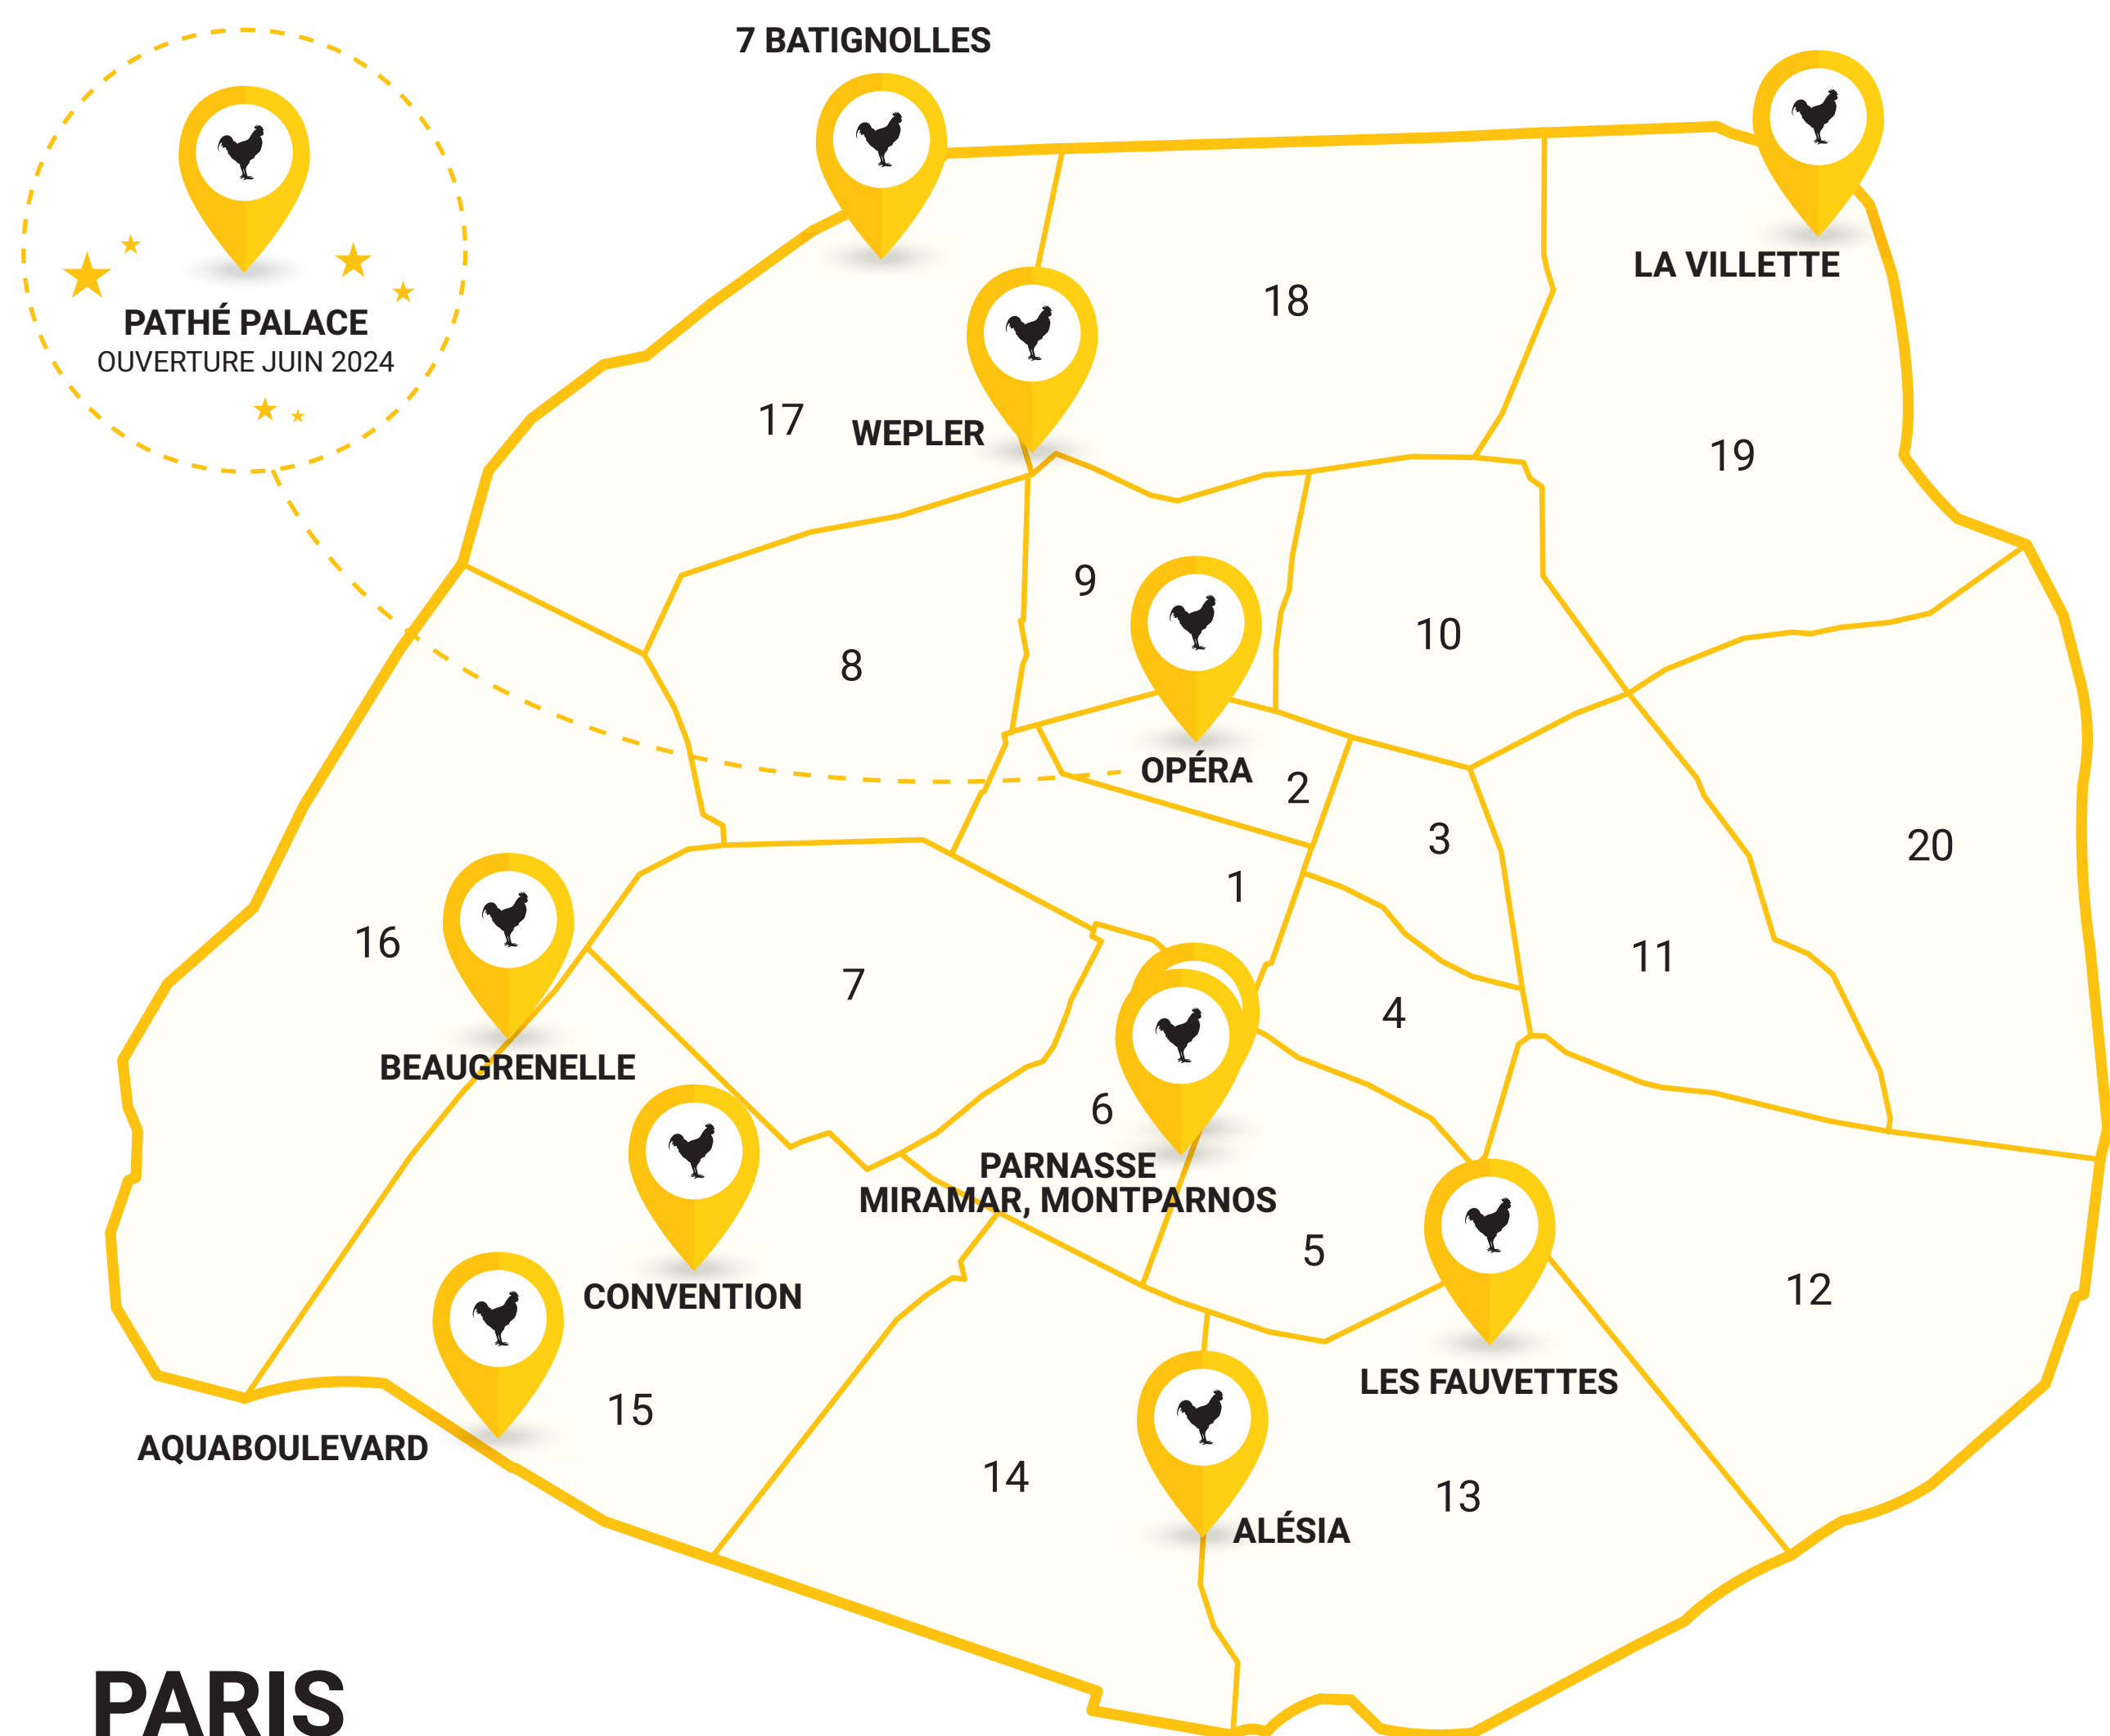 7 BATIGNOLLES
LA VILLETTE
PATHÉ PALACE
OUVERTURE JUIN 2024
18
17
WEPLER
19
9
10
8
OPÉRA
2
3
20
1
16
11
7
4
BEAUGRENELLE
6
PARNASSE
MIRAMAR, MONTPARNOS
5
12
CONVENTION
LES FAUVETTES
15
AQUABOULEVARD
14
13
ALÉSIA
PARIS